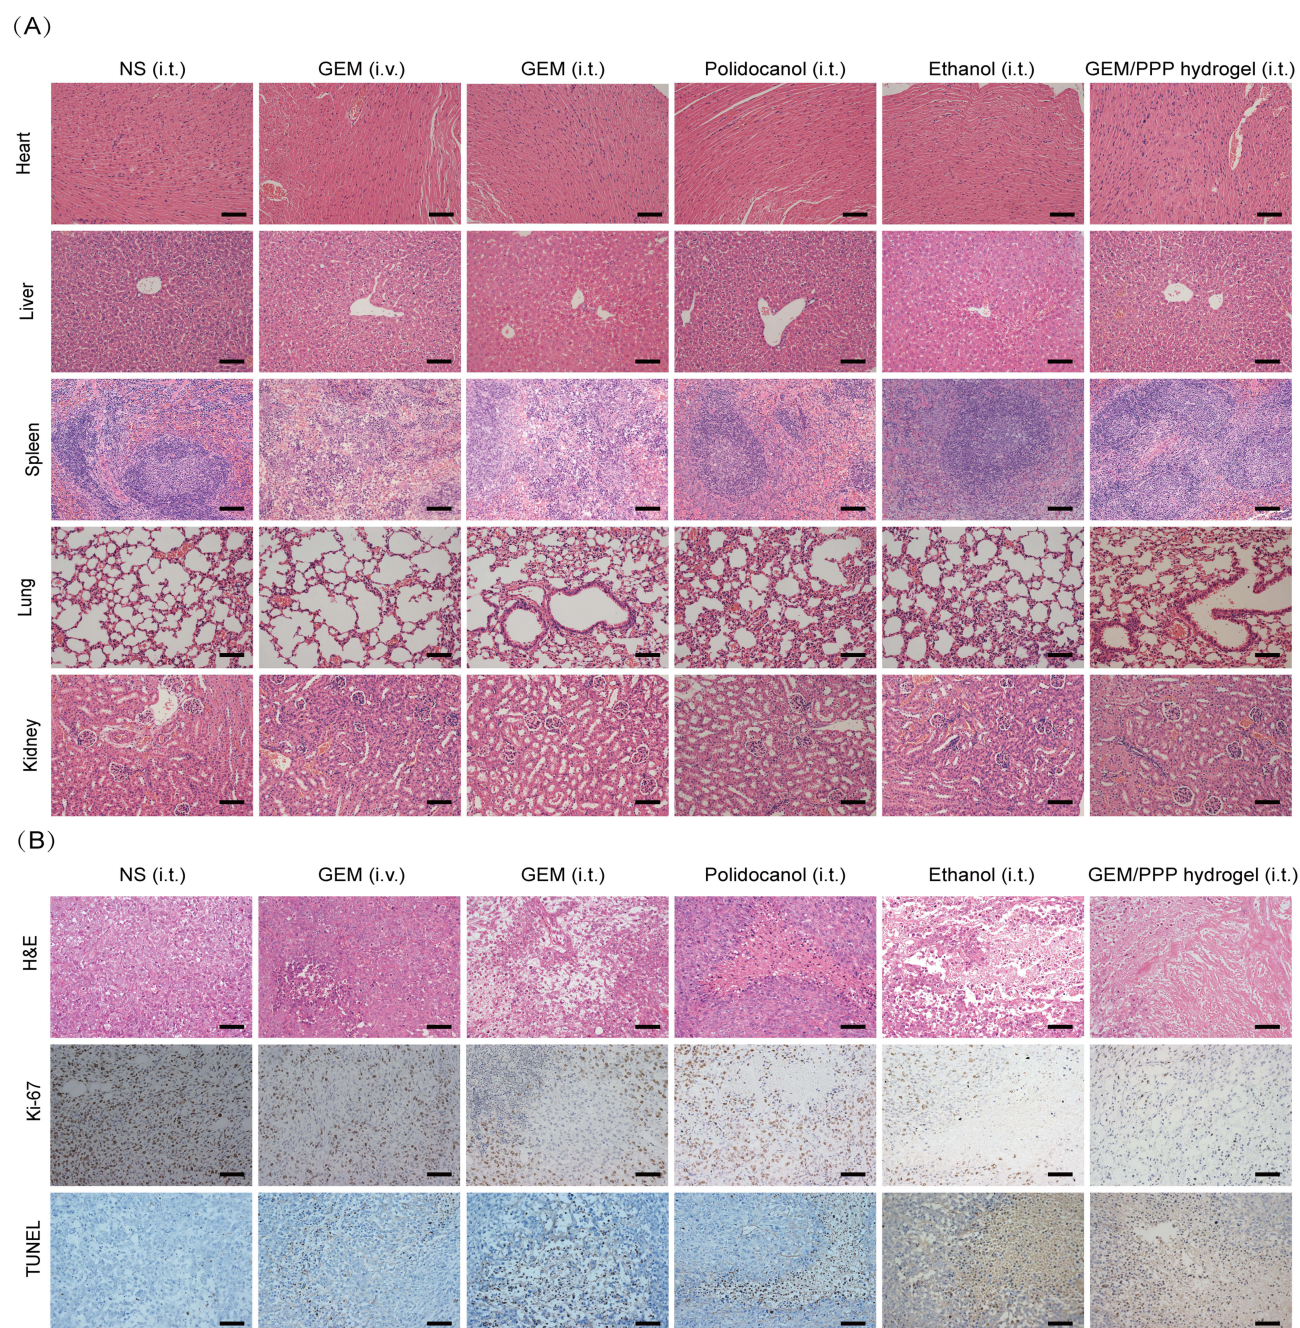 (A)
NS (i.t.) GEM (i.v.) GEM (i.t.) Polidocanol (i.t.) Ethanol (i.t.) GEM/PPP hydrogel (i.t.)
Heart
Liver
Spleen
Lung
Kidney
(B)
NS (i.t.) GEM (i.v.) GEM (i.t.) Polidocanol (i.t.) Ethanol (i.t.) GEM/PPP hydrogel (i.t.)
H&E
Ki-67
TUNEL